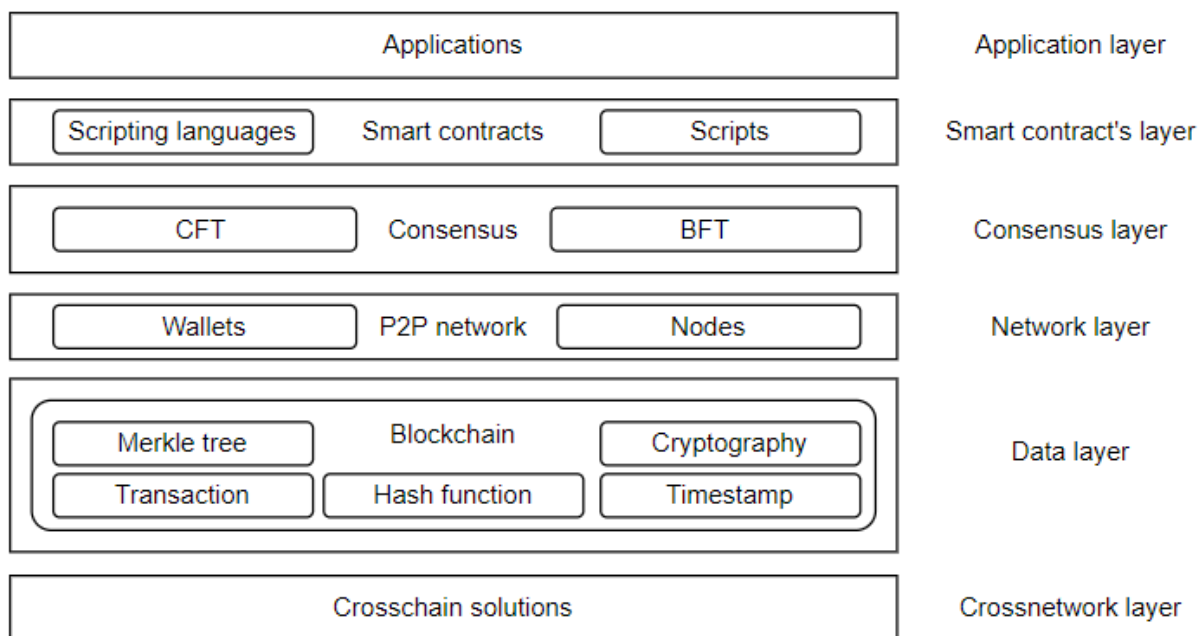 Applications Application layer
Scripting languages Smart contracts Scripts Smart contract's layer
CFT Consensus BFT Consensus layer
Wallets P2P network Nodes Network layer
Merkle tree Blockchain Cryptography
Data layer
Transaction Hash function Timestamp
Crosschain solutions Crossnetwork layer